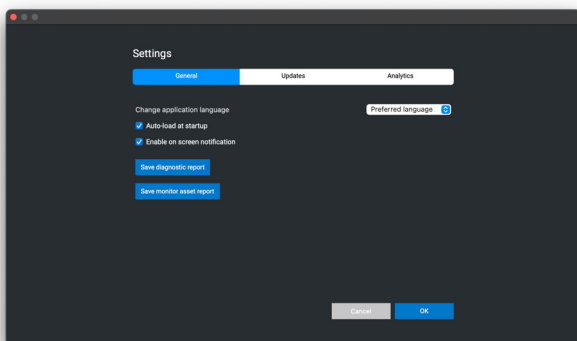 Settings
General Updates Analytics
Change application language Preferred language
Auto-load at startup
Enable on screen notification
Save diagnostic report
Save monitor asset report
Cancel OK